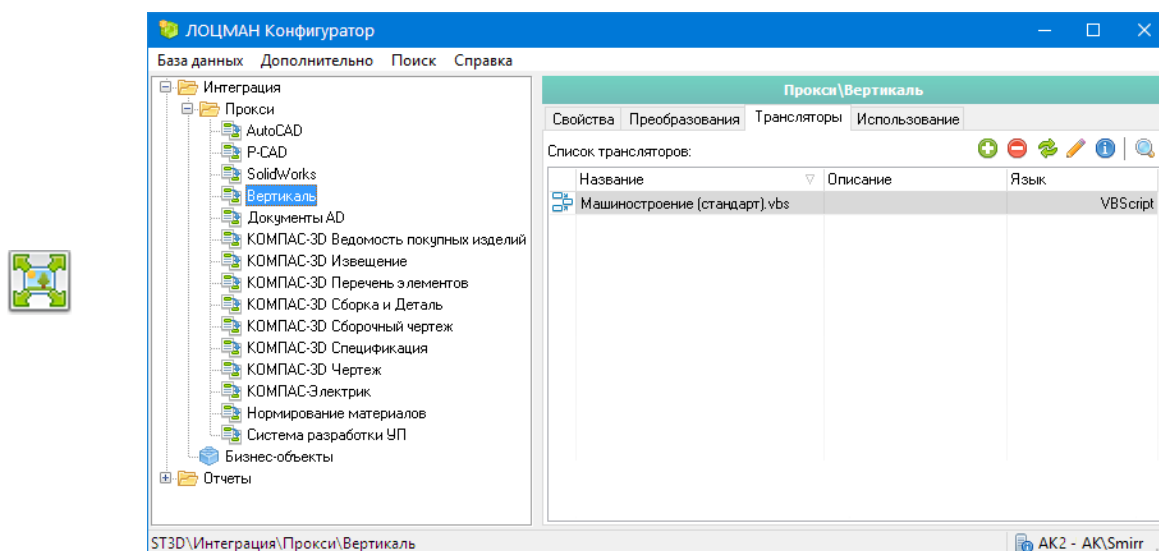 ЛОЦМАН Конфигуратор
База данных Дополнительно Поиск Справка
Интеграция
Прокси
AutoCAD
P-CAD
SolidWorks
Вертикаль
Документы AD
КОМПАС-3D Ведомость покупных изделий
КОМПАС-3D Извещение
КОМПАС-3D Перечень элементов
КОМПАС-3D Сборка и Деталь
КОМПАС-3D Сборочный чертеж
КОМПАС-3D Спецификация
КОМПАС-3D Чертеж
КОМПАС-Электрик
Нормирование материалов
Система разработки УП
Бизнес-объекты
Отчеты
Прокси\Вертикаль
Свойства Преобразования Трансляторы Использование
Список трансляторов:
Название Описание Язык
Машиностроение (стандарт).vbs VBScript
ST3D\Интеграция\Прокси\Вертикаль
AK2 - AK\Smirr